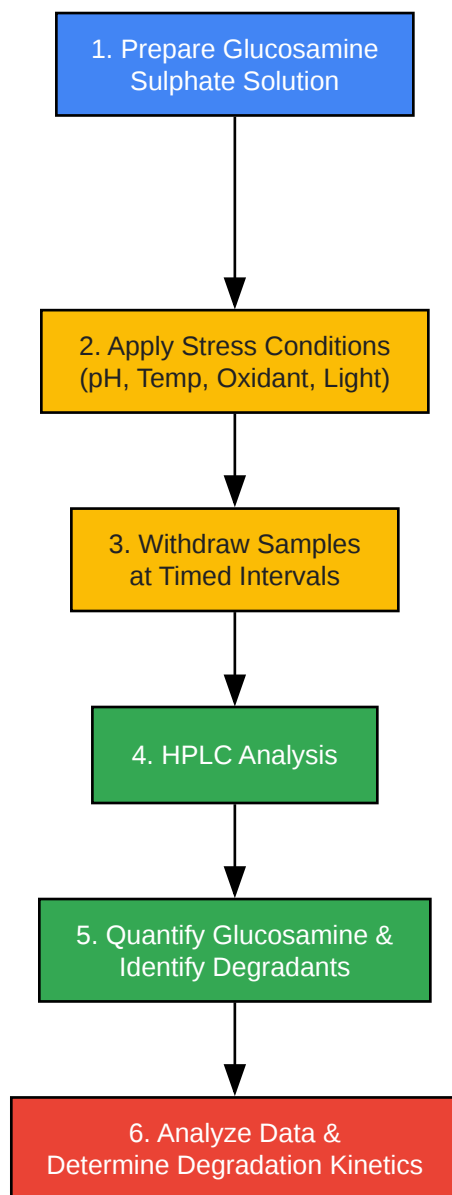 1. Prepare Glucosamine
Sulphate Solution
2. Apply Stress Conditions
(pH, Temp, Oxidant, Light)
3. Withdraw Samples
at Timed Intervals
4. HPLC Analysis
5. Quantify Glucosamine &
Identify Degradants
6. Analyze Data &
Determine Degradation Kinetics